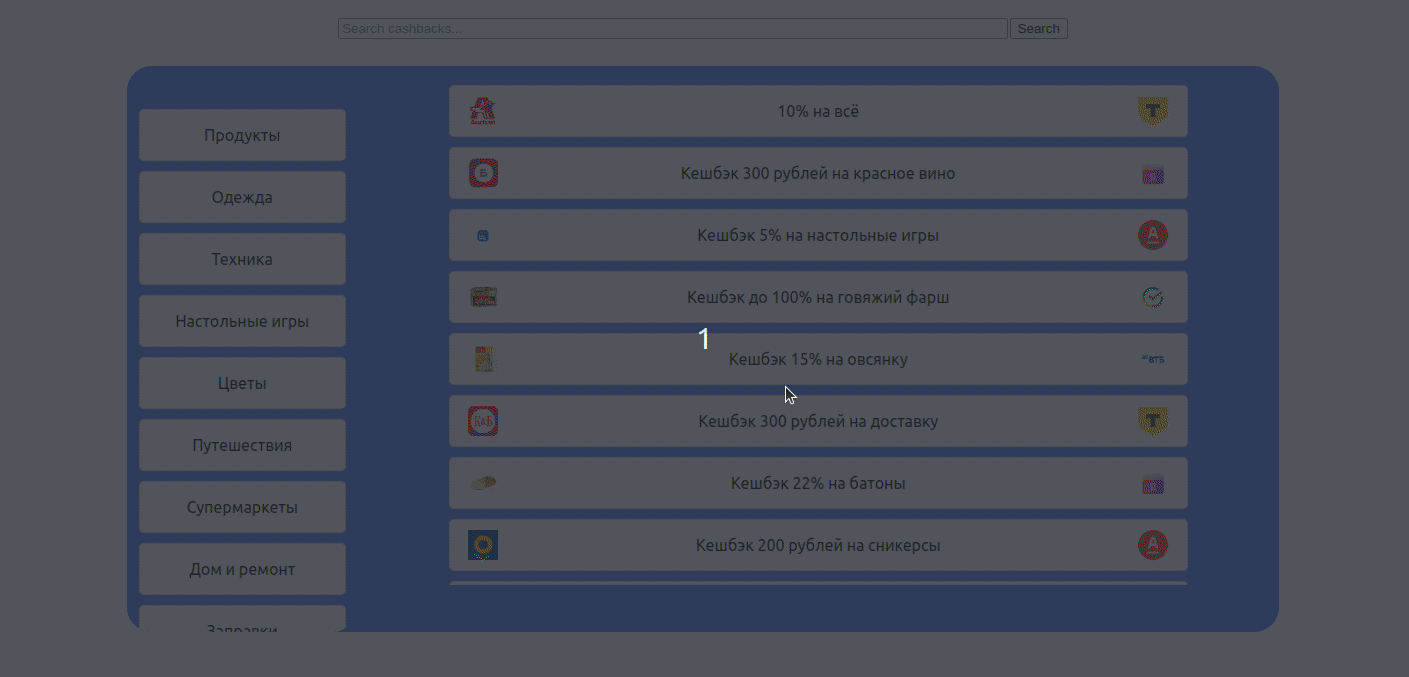 Search cashbacks...
Search
Продукты
Одежда
Техника
Настольные игры
Цветы
Путешествия
Супермаркеты
Дом и ремонт
Заправки
10% на всё
Т
Кешбэк 300 рублей на красное вино
Кешбэк 5% на настольные игры
А
Кешбэк до 100% на говяжий фарш
1
Кешбэк 15% на овсянку
ВТБ
КБ
Кешбэк 300 рублей на доставку
Т
Кешбэк 22% на батоны
Кешбэк 200 рублей на сникерсы
А